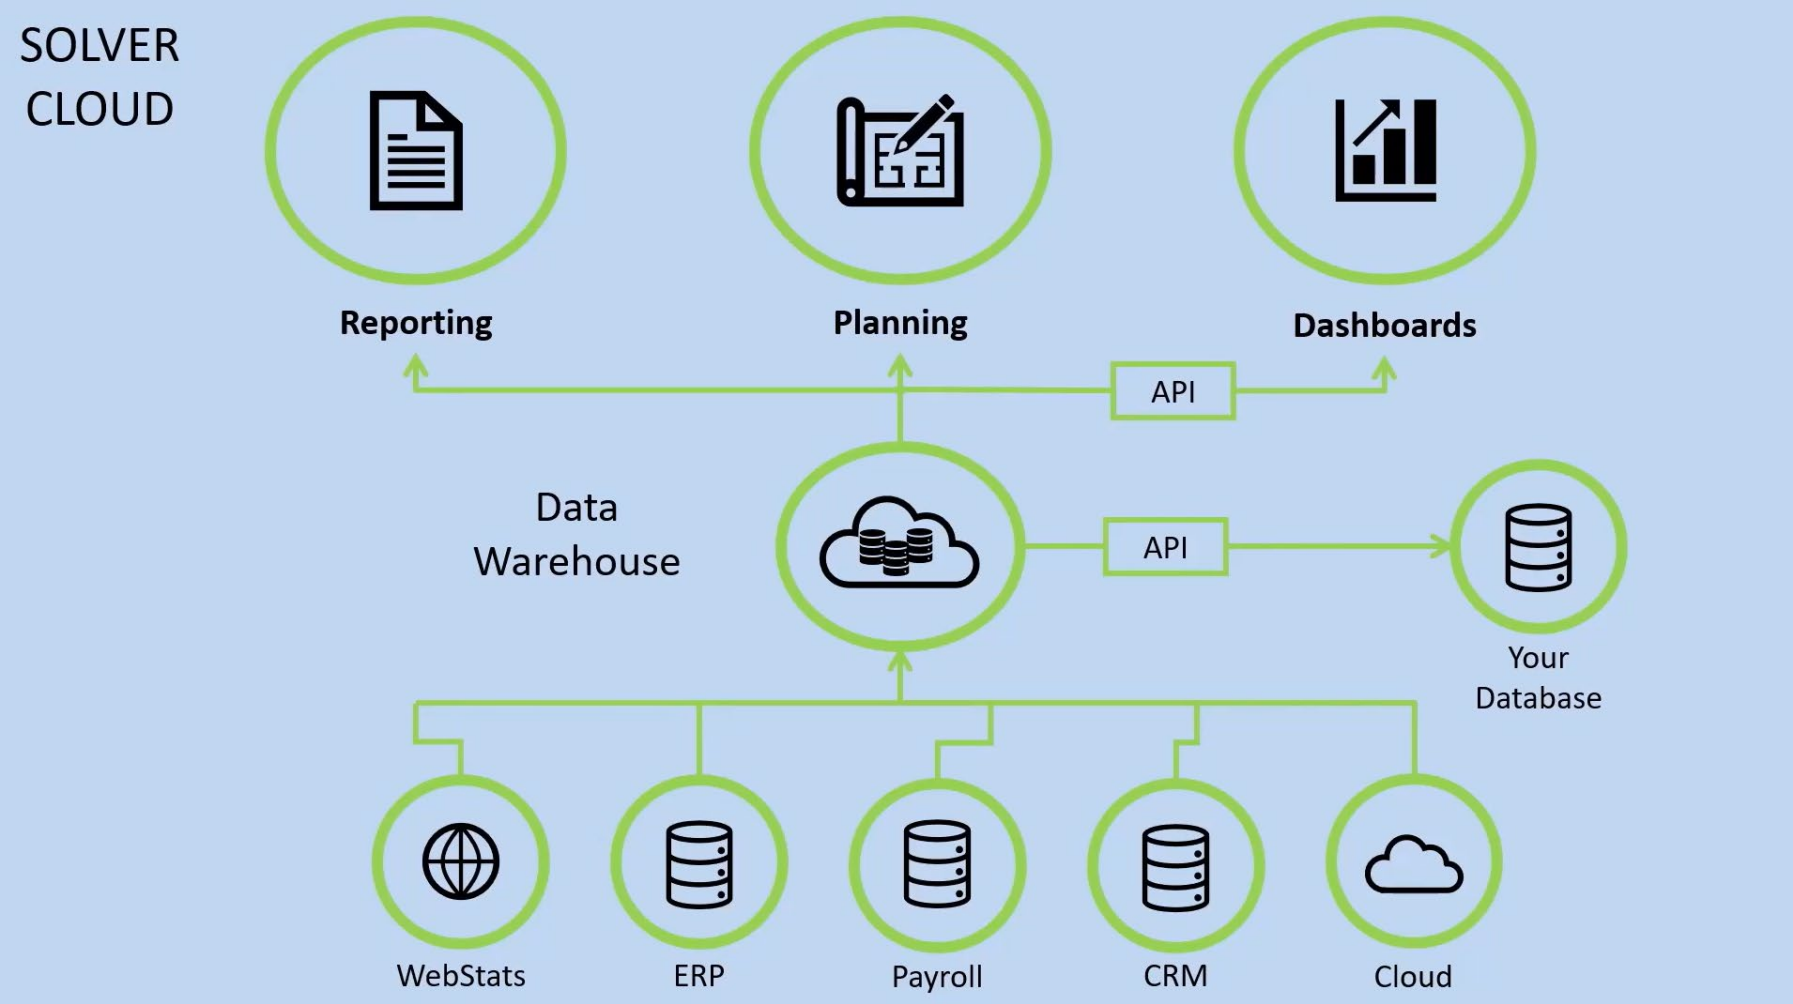 SOLVER
CLOUD
Reporting
Planning
Dashboards
API
Data
Warehouse
API
Your
Database
WebStats
ERP
Payroll
CRM
Cloud